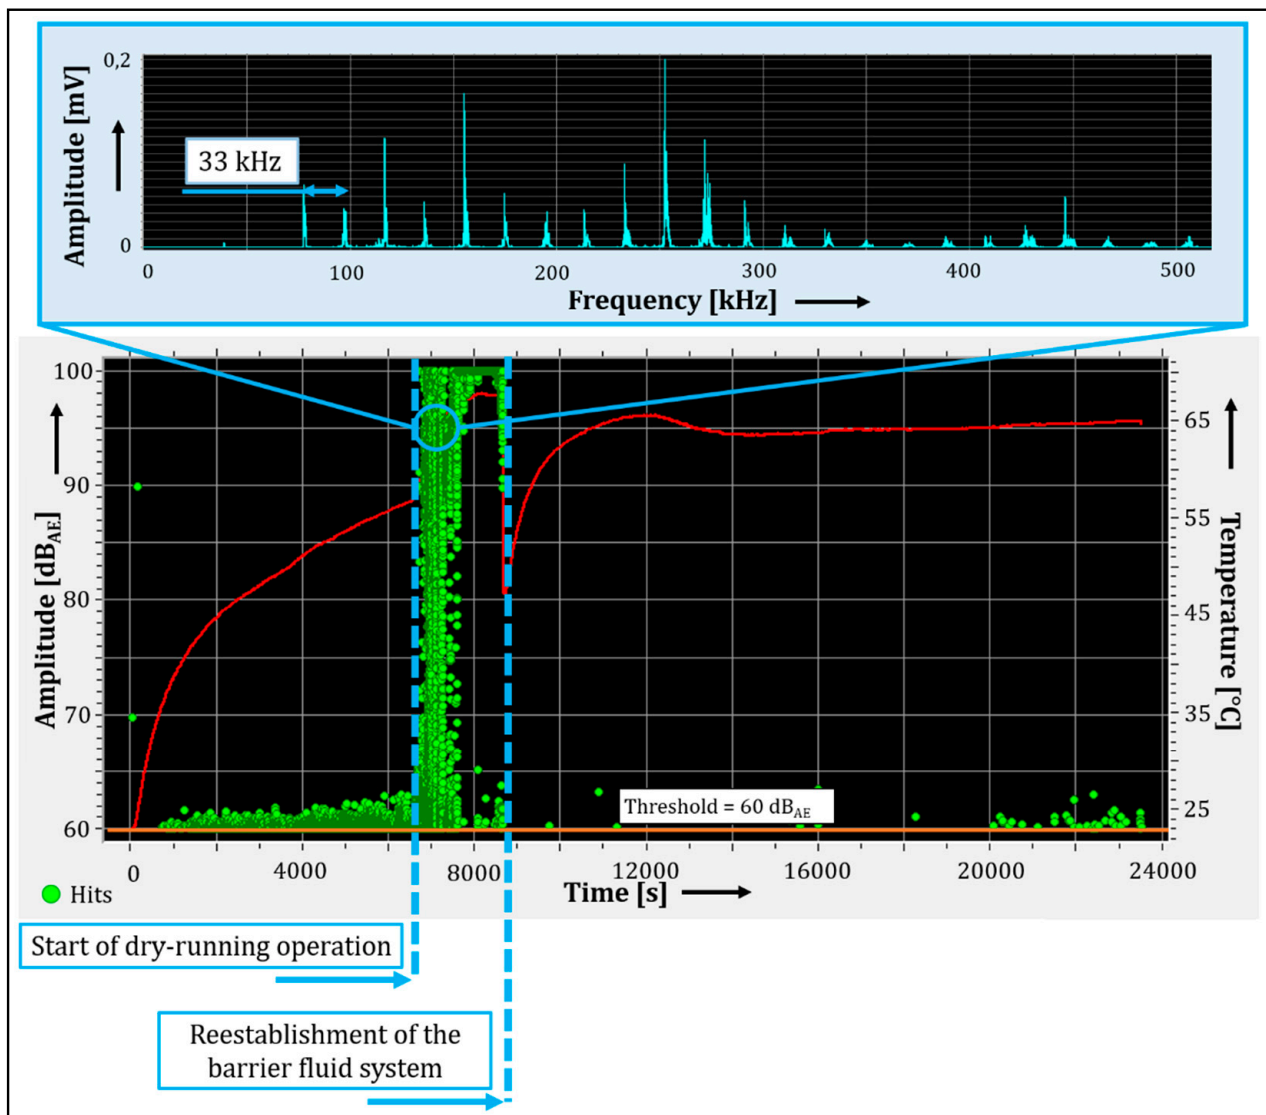 0,2
0
Amplitude [mV]
33 kHz
0 100 200 300 400 500
Frequency [kHz]
100
90
80
70
60
Amplitude [dBAE]
65
55
45
35
25
Temperature [°C]
Threshold = 60 dBAE
0 4000 8000 12000 16000 20000 24000
Time [s]
Hits
Start of dry-running operation
Reestablishment of the
barrier fluid system